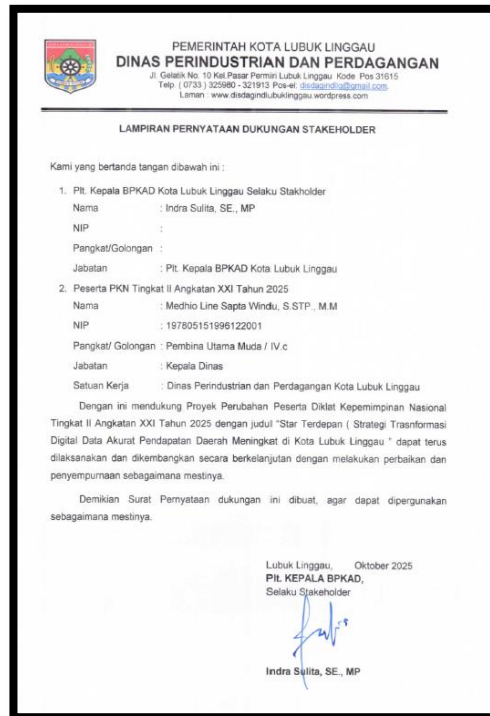 PEMERINTAH KOTA LUBUK LINGGAU
DINAS PERINDUSTRIAN DAN PERDAGANGAN
Jl. Gelatik No. 10 Kel.Pasar Permiri Lubuk Linggau Kode Pos 31615
Telp. ( 0733 ) 325980 - 321913 Pos-el: disdagindllg@gmail.com,
Laman : www.disdagindlubuklinggau.wordpress.com
LAMPIRAN PERNYATAAN DUKUNGAN STAKEHOLDER
Kami yang bertanda tangan dibawah ini :
1. Plt. Kepala BPKAD Kota Lubuk Linggau Selaku Stakholder
Nama : Indra Sulita, SE., MP
NIP :
Pangkat/Golongan :
Jabatan : Plt. Kepala BPKAD Kota Lubuk Linggau
2. Peserta PKN Tingkat II Angkatan XXI Tahun 2025
Nama : Medhio Line Sapta Windu, S.STP., M.M
NIP : 197805151996122001
Pangkat/ Golongan : Pembina Utama Muda / IV.c
Jabatan : Kepala Dinas
Satuan Kerja : Dinas Perindustrian dan Perdagangan Kota Lubuk Linggau
Dengan ini mendukung Proyek Perubahan Peserta Diklat Kepemimpinan Nasional
Tingkat II Angkatan XXI Tahun 2025 dengan judul "Star Terdepan ( Strategi Trasnformasi
Digital Data Akurat Pendapatan Daerah Meningkat di Kota Lubuk Linggau " dapat terus
dilaksanakan dan dikembangkan secara berkelanjutan dengan melakukan perbaikan dan
penyempurnaan sebagaimana mestinya.
Demikian Surat Pernyataan dukungan ini dibuat, agar dapat dipergunakan
sebagaimana mestinya.
Lubuk Linggau, Oktober 2025
Plt. KEPALA BPKAD,
Selaku Stakeholder
Indra Sulita, SE., MP